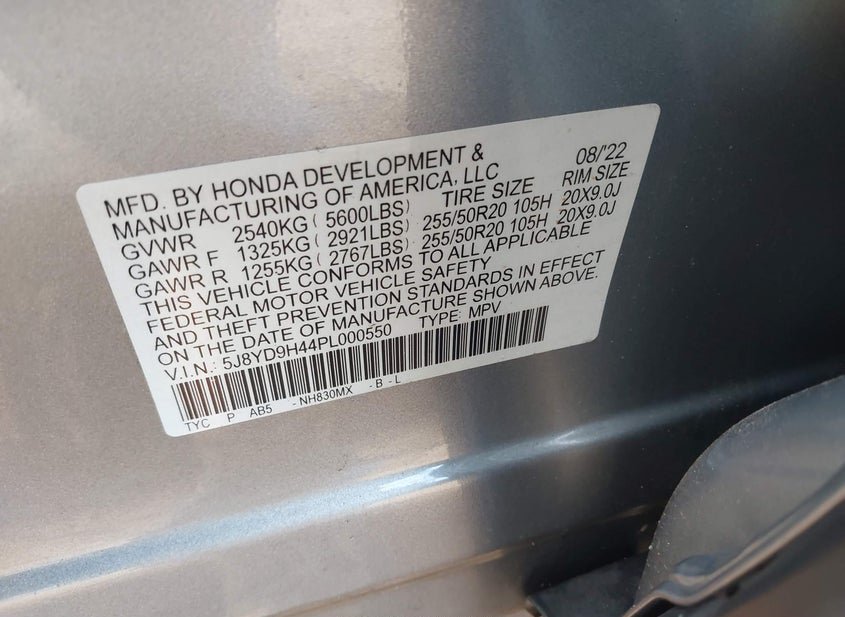 MFD. BY HONDA DEVELOPMENT & 08/'22
MANUFACTURING OF AMERICA, LLC
GVWR 2540KG ( 5600LBS) TIRE SIZE RIM SIZE
GAWR F 1325KG ( 2921LBS) 255/50R20 105H 20X9.0J
GAWR R 1255KG ( 2767LBS) 255/50R20 105H 20X9.0J
THIS VEHICLE CONFORMS TO ALL APPLICABLE
FEDERAL MOTOR VEHICLE SAFETY
AND THEFT PREVENTION STANDARDS IN EFFECT
ON THE DATE OF MANUFACTURE SHOWN ABOVE.
V.I.N.: 5J8YD9H44PL000550 TYPE: MPV
TYC P AB5 - NH830MX - B - L